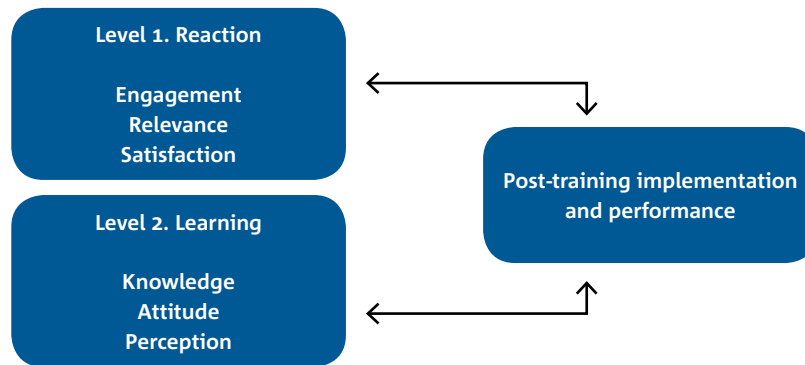 Level 1. Reaction
Engagement
Relevance
Satisfaction
Post-training implementation
and performance
Level 2. Learning
Knowledge
Attitude
Perception